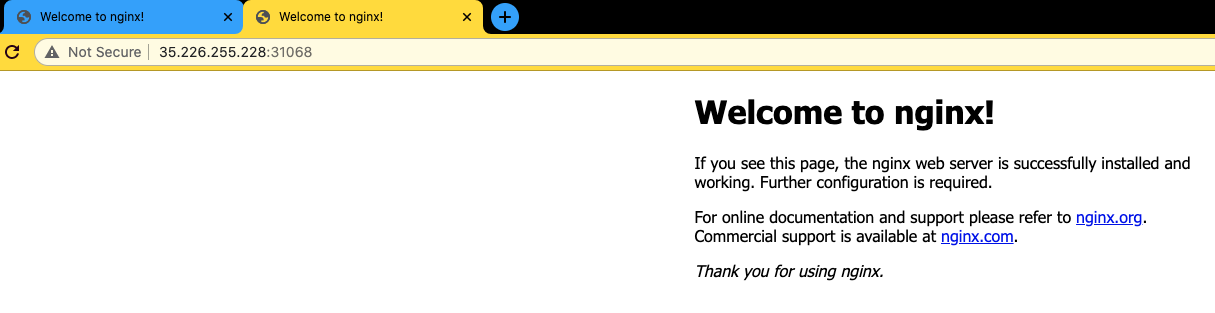 Welcome to nginx!
Welcome to nginx!
Not Secure
35.226.255.228:31068
Welcome to nginx!
If you see this page, the nginx web server is successfully installed and
working. Further configuration is required.
For online documentation and support please refer to nginx.org.
Commercial support is available at nginx.com.
Thank you for using nginx.